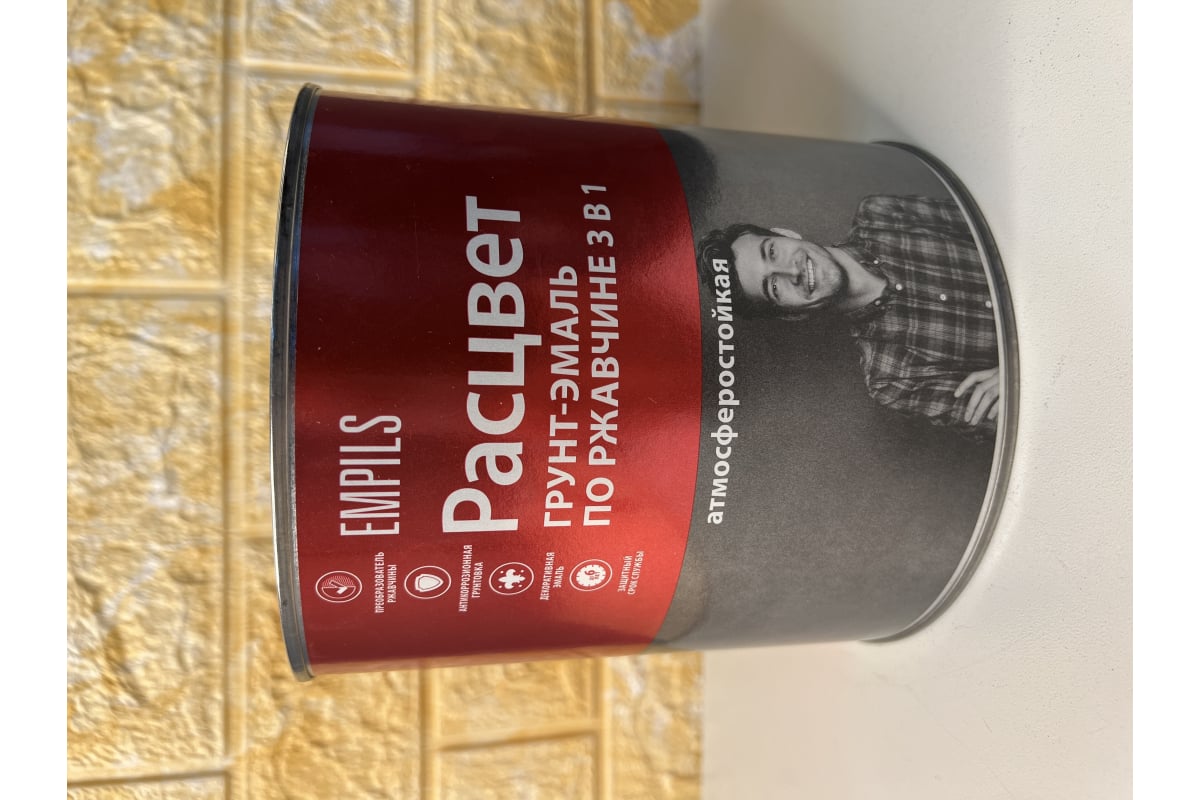 EMPILS
Расцвет
ГРУНТ-ЭМАЛЬ
ПО РЖАВЧИНЕ 3 В 1
ПРЕОБРАЗОВАТЕЛЬ
РЖАВЧИНЫ
АНТИКОРРОЗИОННАЯ
ГРУНТОВКА
ДЕКОРАТИВНАЯ
ЭМАЛЬ
ЗАЩИТНЫЙ
СРОК СЛУЖБЫ
атмосферостойкая